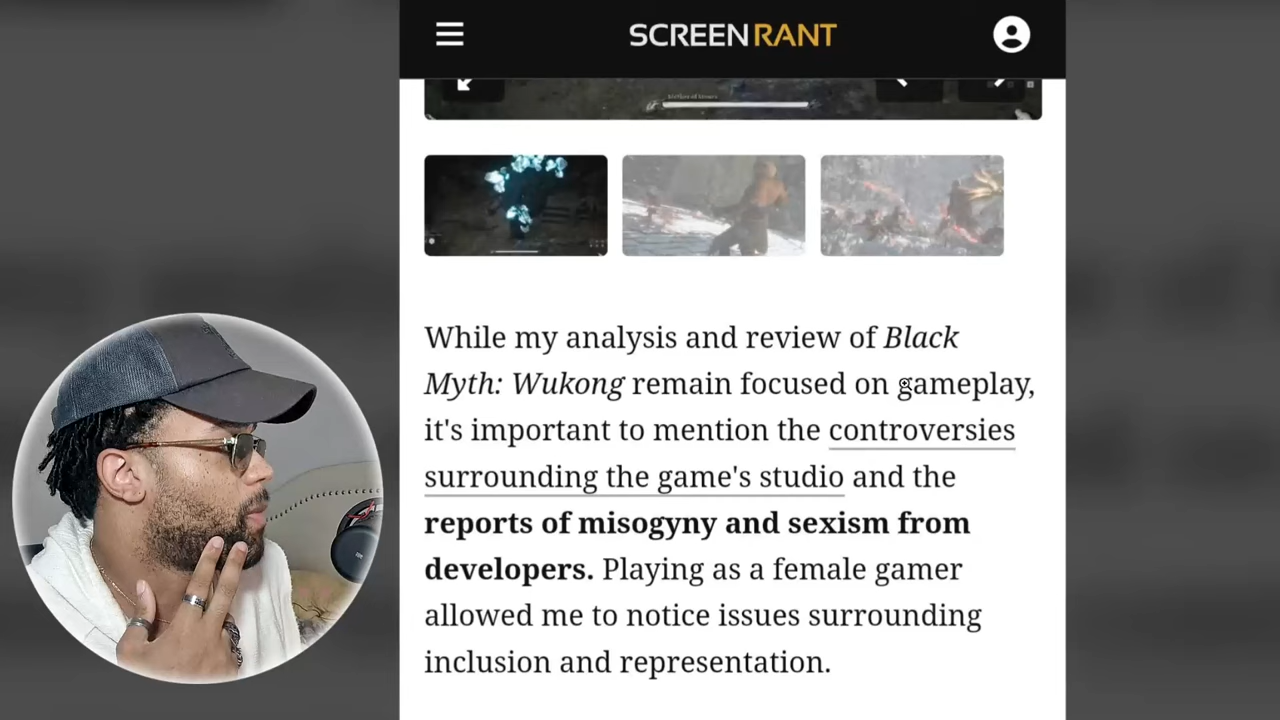 SCREENRANT
While my analysis and review of Black
Myth: Wukong remain focused on gameplay,
it's important to mention the controversies
surrounding the game's studio and the
reports of misogyny and sexism from
developers. Playing as a female gamer
allowed me to notice issues surrounding
inclusion and representation.